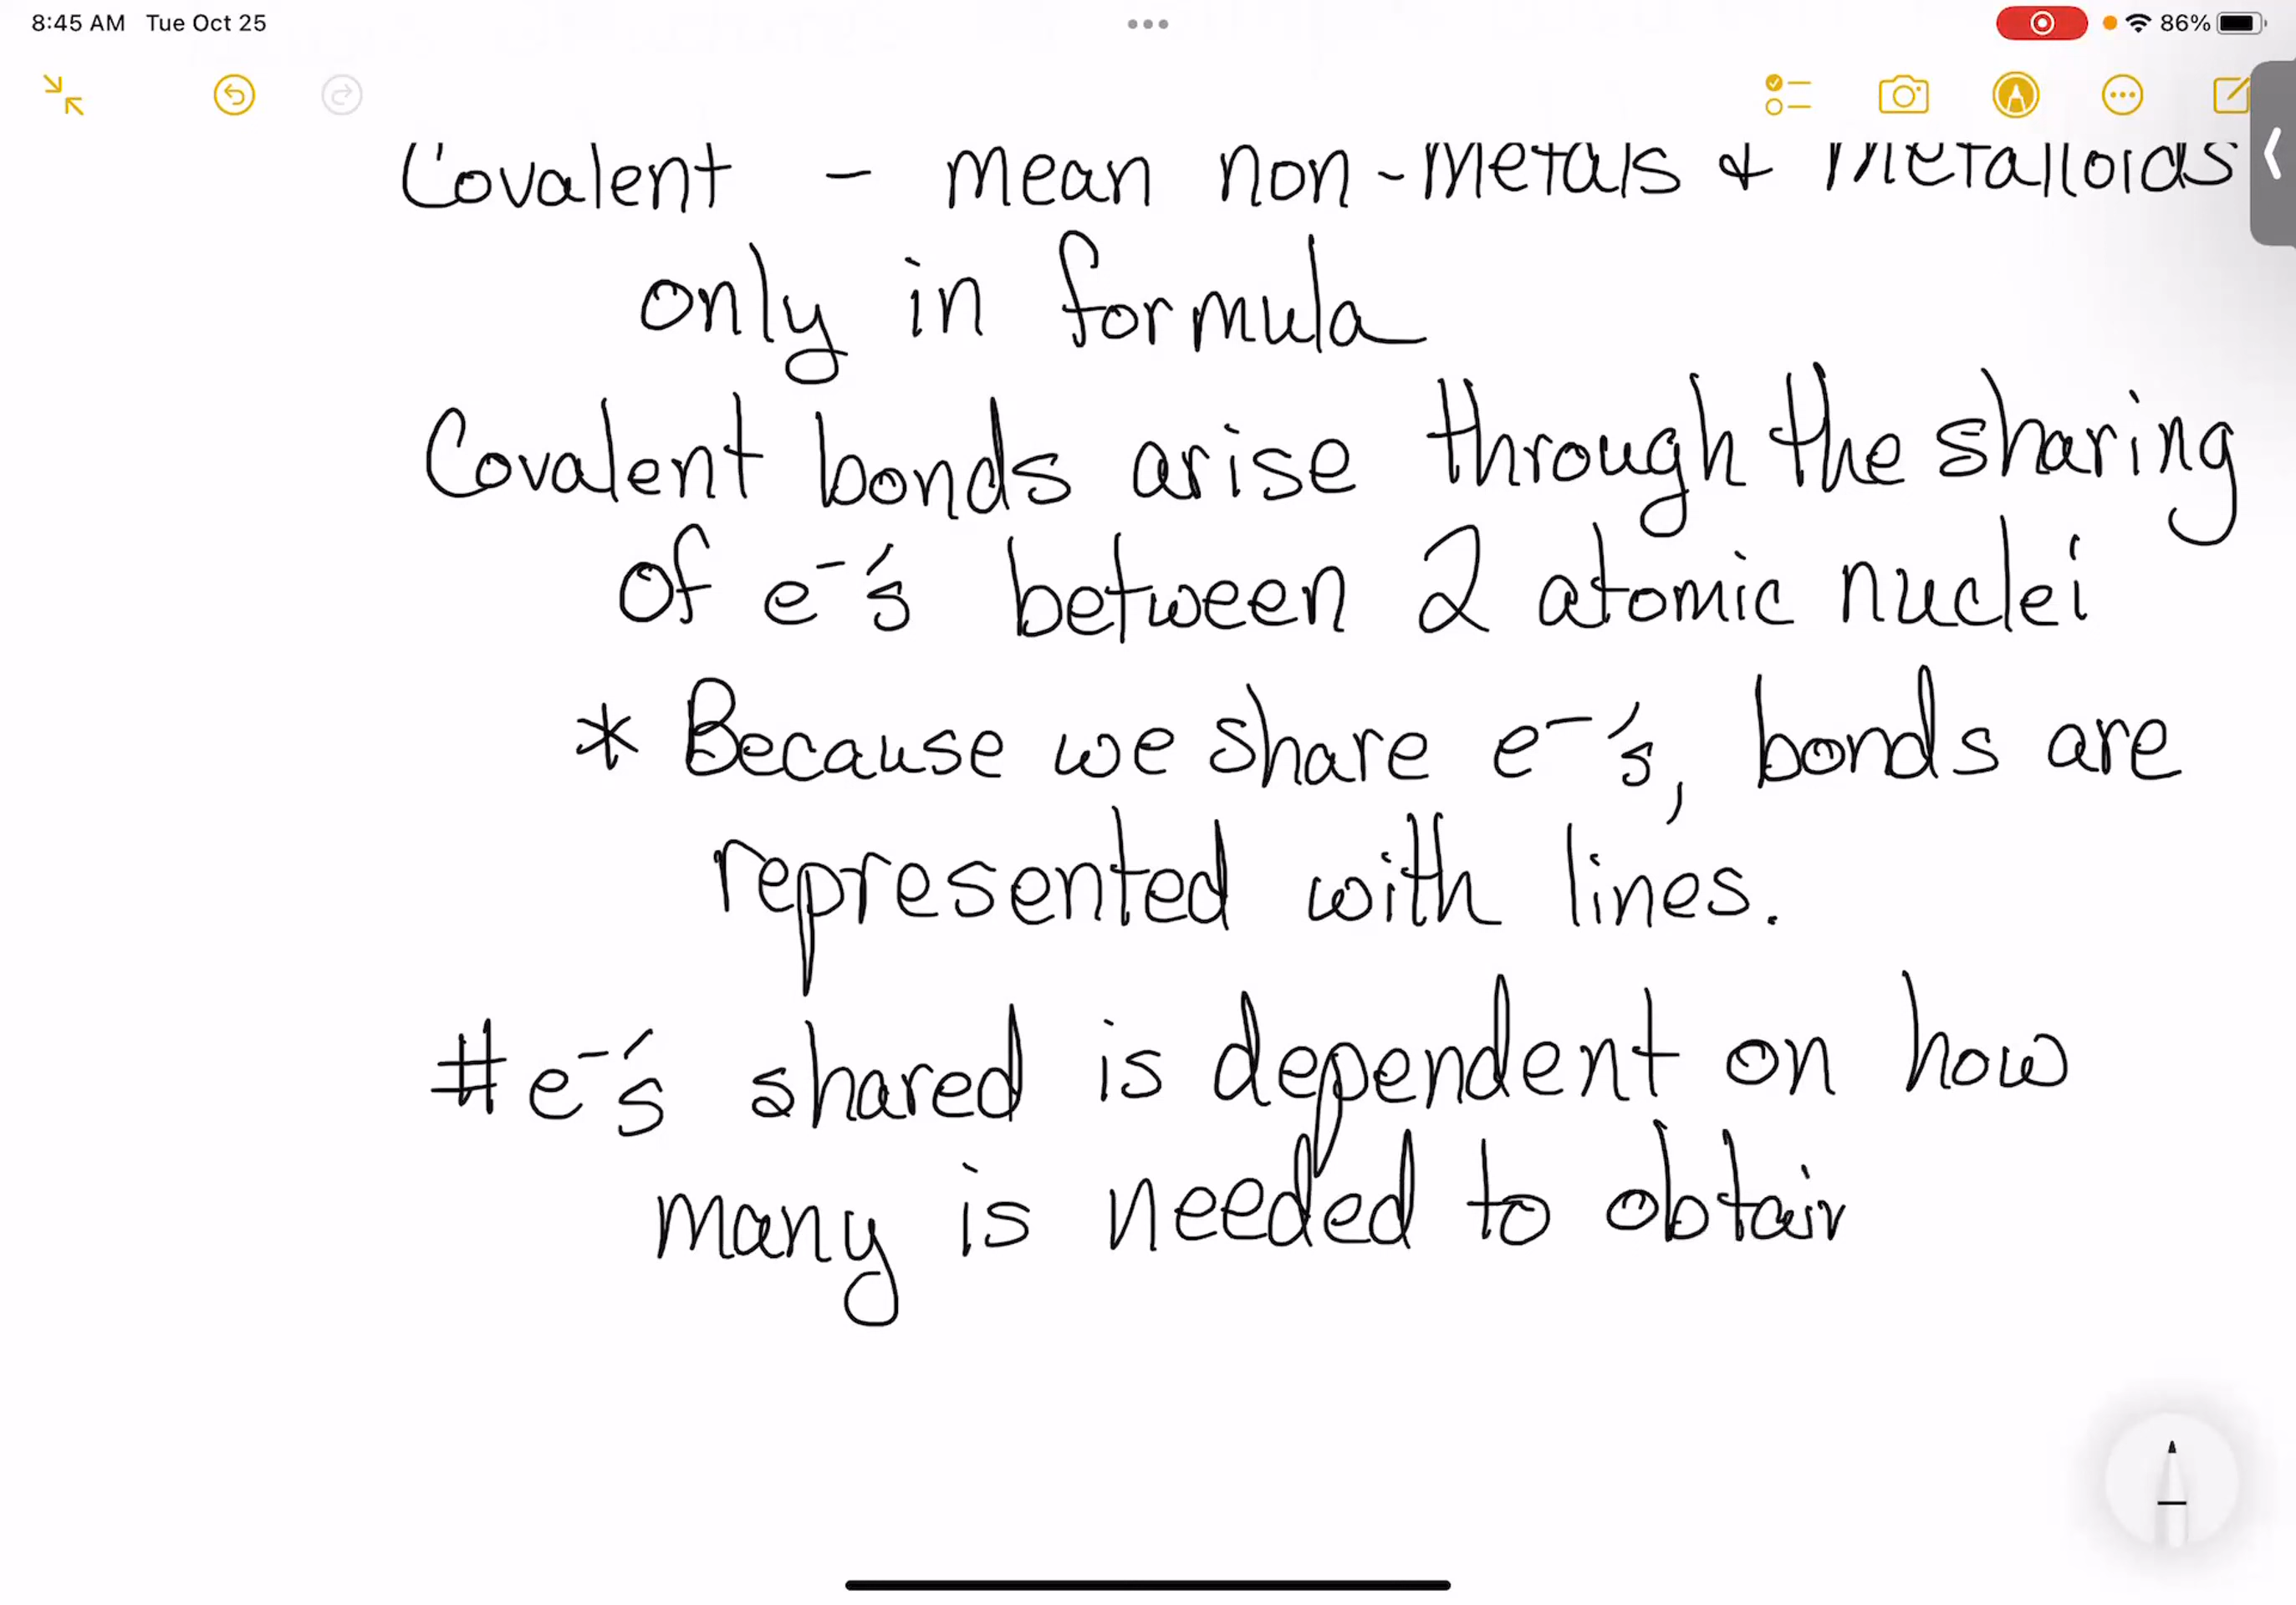 8:45 AM Tue Oct 25 86%
Covalent - mean non-metals & metalloids
only in formula
Covalent bonds arise through the sharing
of e⁻'s between 2 atomic nuclei
* Because we share e⁻'s, bonds are
represented with lines.
# e⁻'s shared is dependent on how
many is needed to obtain